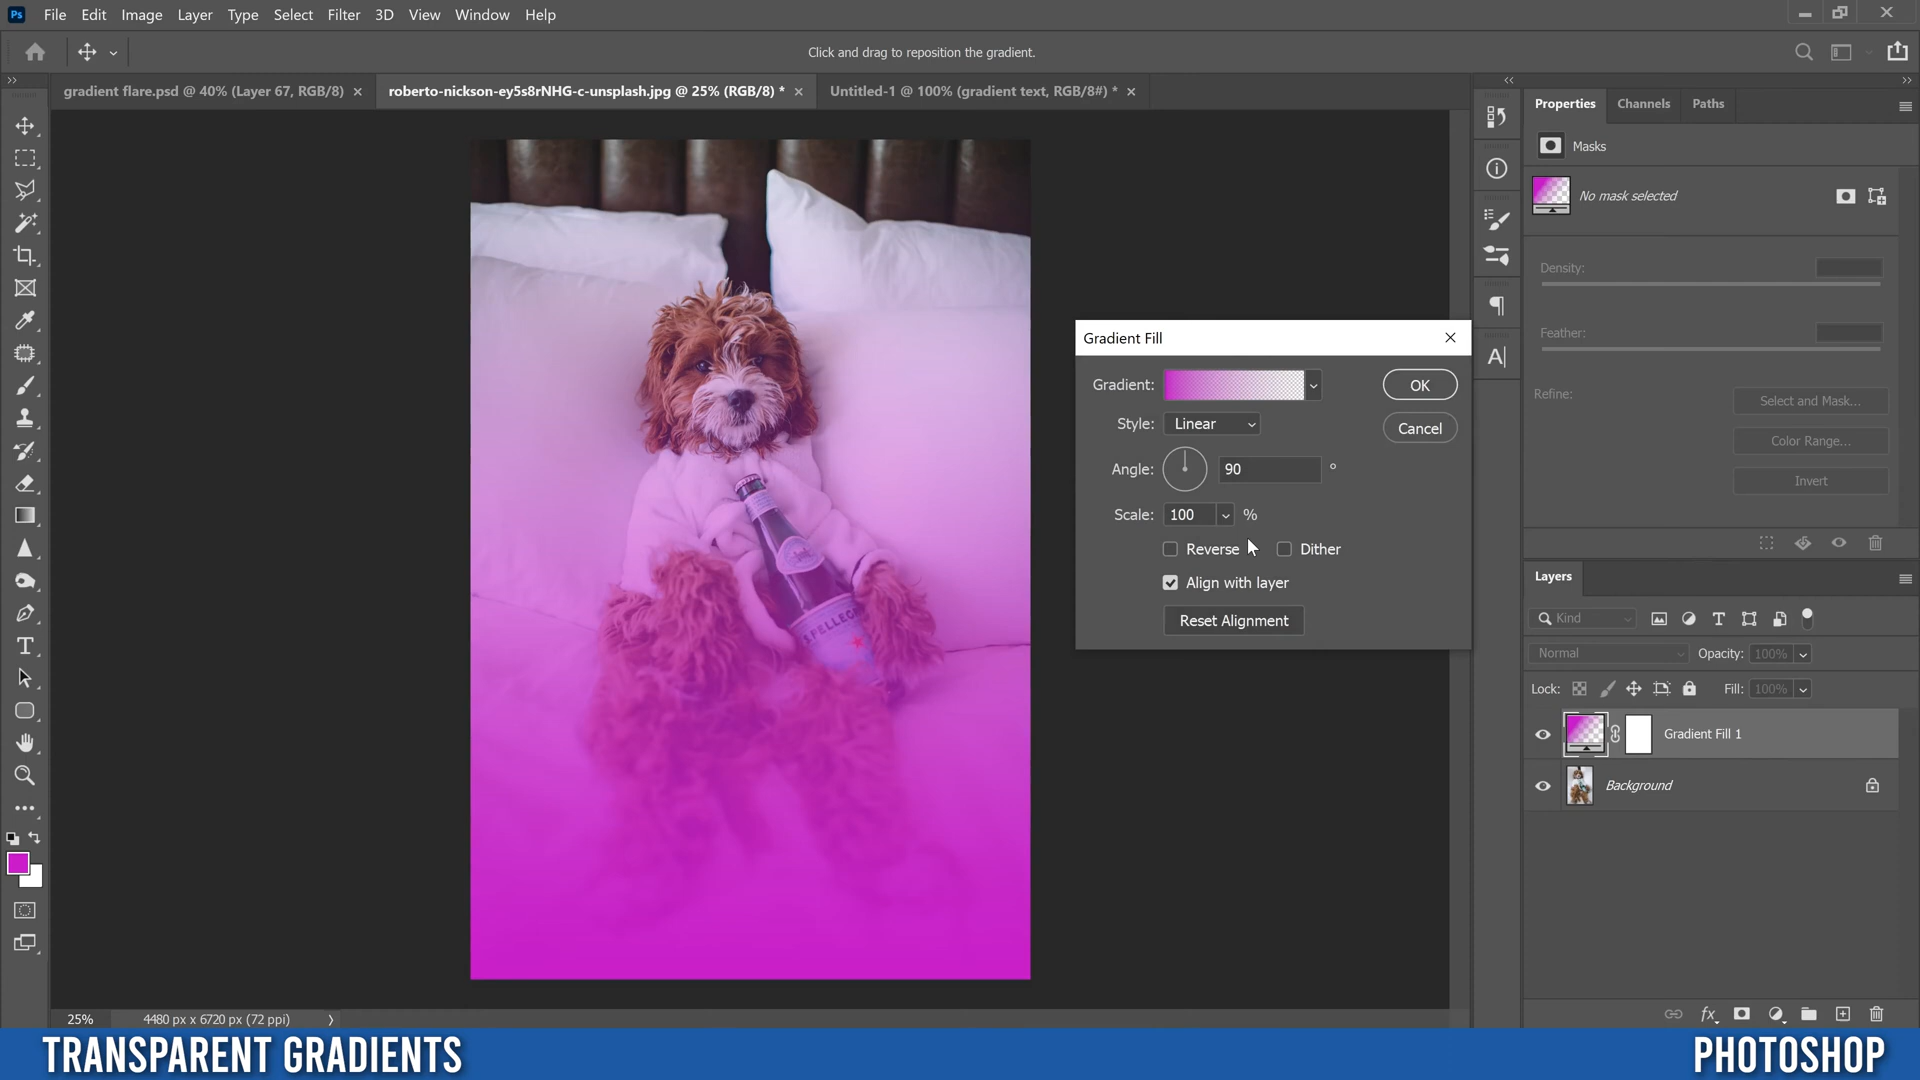 Ps File Edit Image Layer Type Select Filter 3D View Window Help
Click and drag to reposition the gradient.
gradient flare.psd @ 40% (Layer 67, RGB/8) ×
roberto-nickson-ey5s8rNHG-c-unsplash.jpg @ 25% (RGB/8) * ×
Untitled-1 @ 100% (gradient text, RGB/8#) * ×
Properties Channels Paths
Masks
No mask selected
Density:
Feather:
Refine:
Select and Mask...
Color Range...
Invert
Gradient Fill
Gradient:
OK
Style: Linear
Cancel
Angle: 90 °
Scale: 100 %
Reverse Dither
Align with layer
Reset Alignment
S.PELLEGR
Layers
Kind
Normal Opacity: 100%
Lock: Fill: 100%
Gradient Fill 1
Background
25% 4480 px x 6720 px (72 ppi)
TRANSPARENT GRADIENTS
PHOTOSHOP